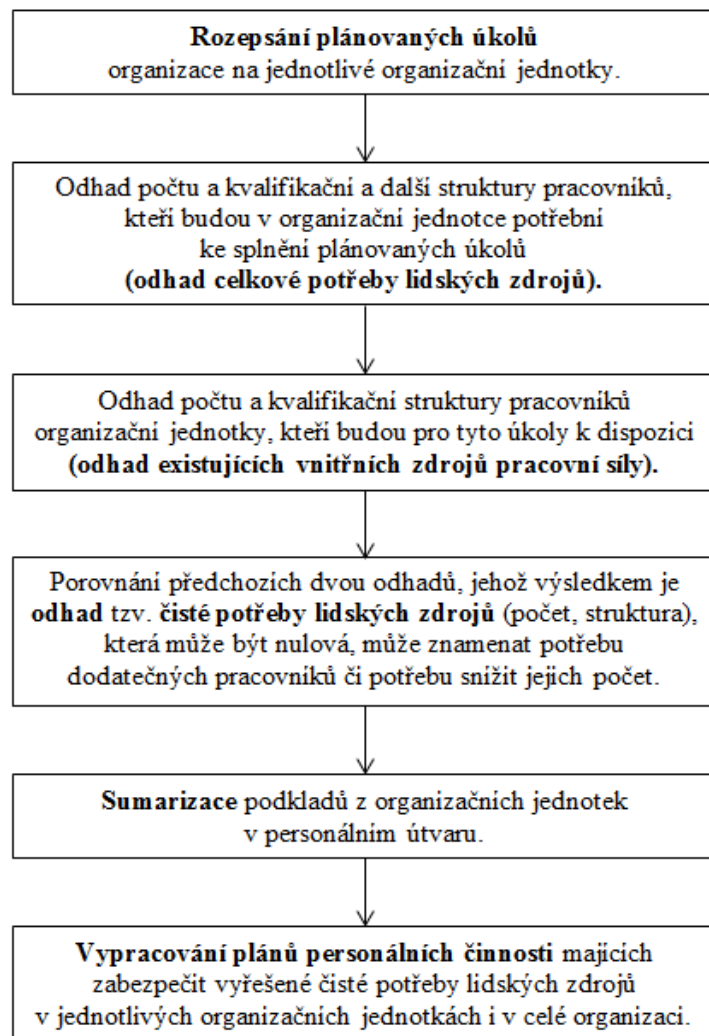 Rozepsání plánovaných úkolů
organizace na jednotlivé organizační jednotky.
Odhad počtu a kvalifikační a další struktury pracovníků,
kteří budou v organizační jednotce potřební
ke splnění plánovaných úkolů
(odhad celkové potřeby lidských zdrojů).
Odhad počtu a kvalifikační struktury pracovníků
organizační jednotky, kteří budou pro tyto úkoly k dispozici
(odhad existujících vnitřních zdrojů pracovní síly).
Porovnání předchozích dvou odhadů, jehož výsledkem je
odhad tzv. čisté potřeby lidských zdrojů (počet, struktura),
která může být nulová, může znamenat potřebu
dodatečných pracovníků či potřebu snížit jejich počet.
Sumarizace podkladů z organizačních jednotek
v personálním útvaru.
Vypracování plánů personálních činnosti majících
zabezpečit vyřešené čisté potřeby lidských zdrojů
v jednotlivých organizačních jednotkách i v celé organizaci.